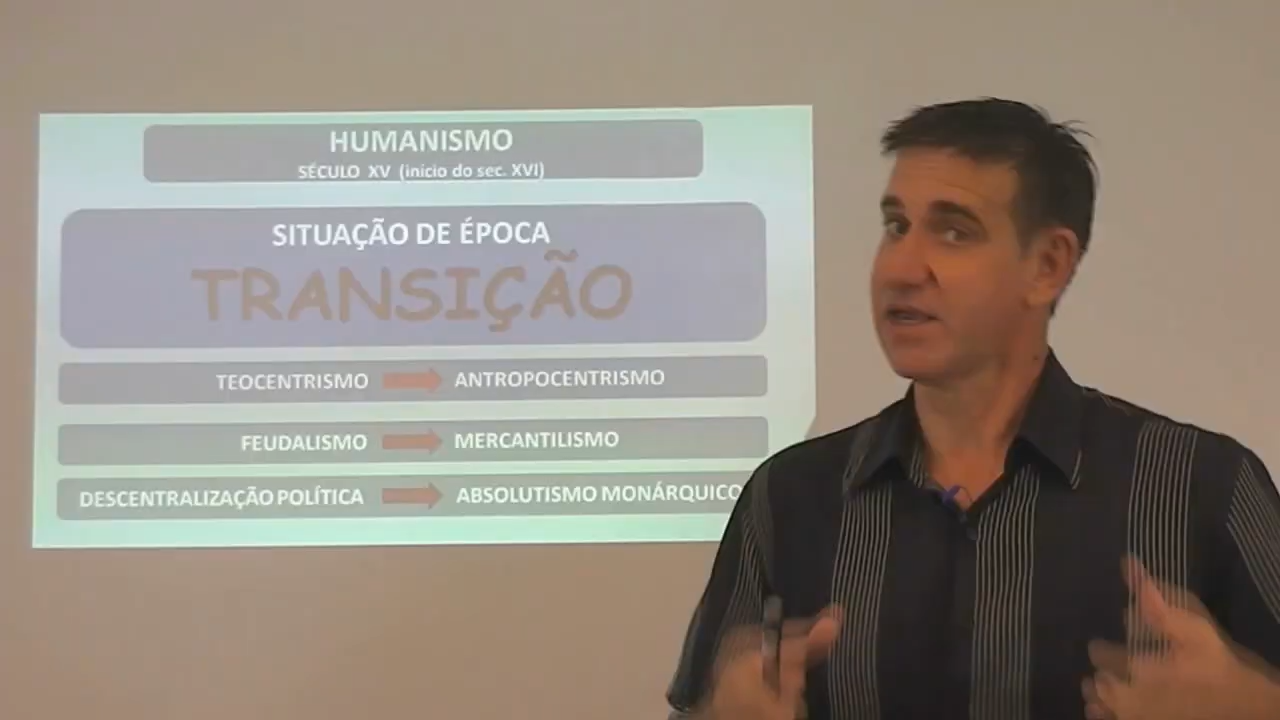 HUMANISMO
SÉCULO XV (início do sec. XVI)
SITUAÇÃO DE ÉPOCA
TRANSIÇÃO
TEOCENTRISMO ANTROPOCENTRISMO
FEUDALISMO MERCANTILISMO
DESCENTRALIZAÇÃO POLÍTICA ABSOLUTISMO MONÁRQUICO